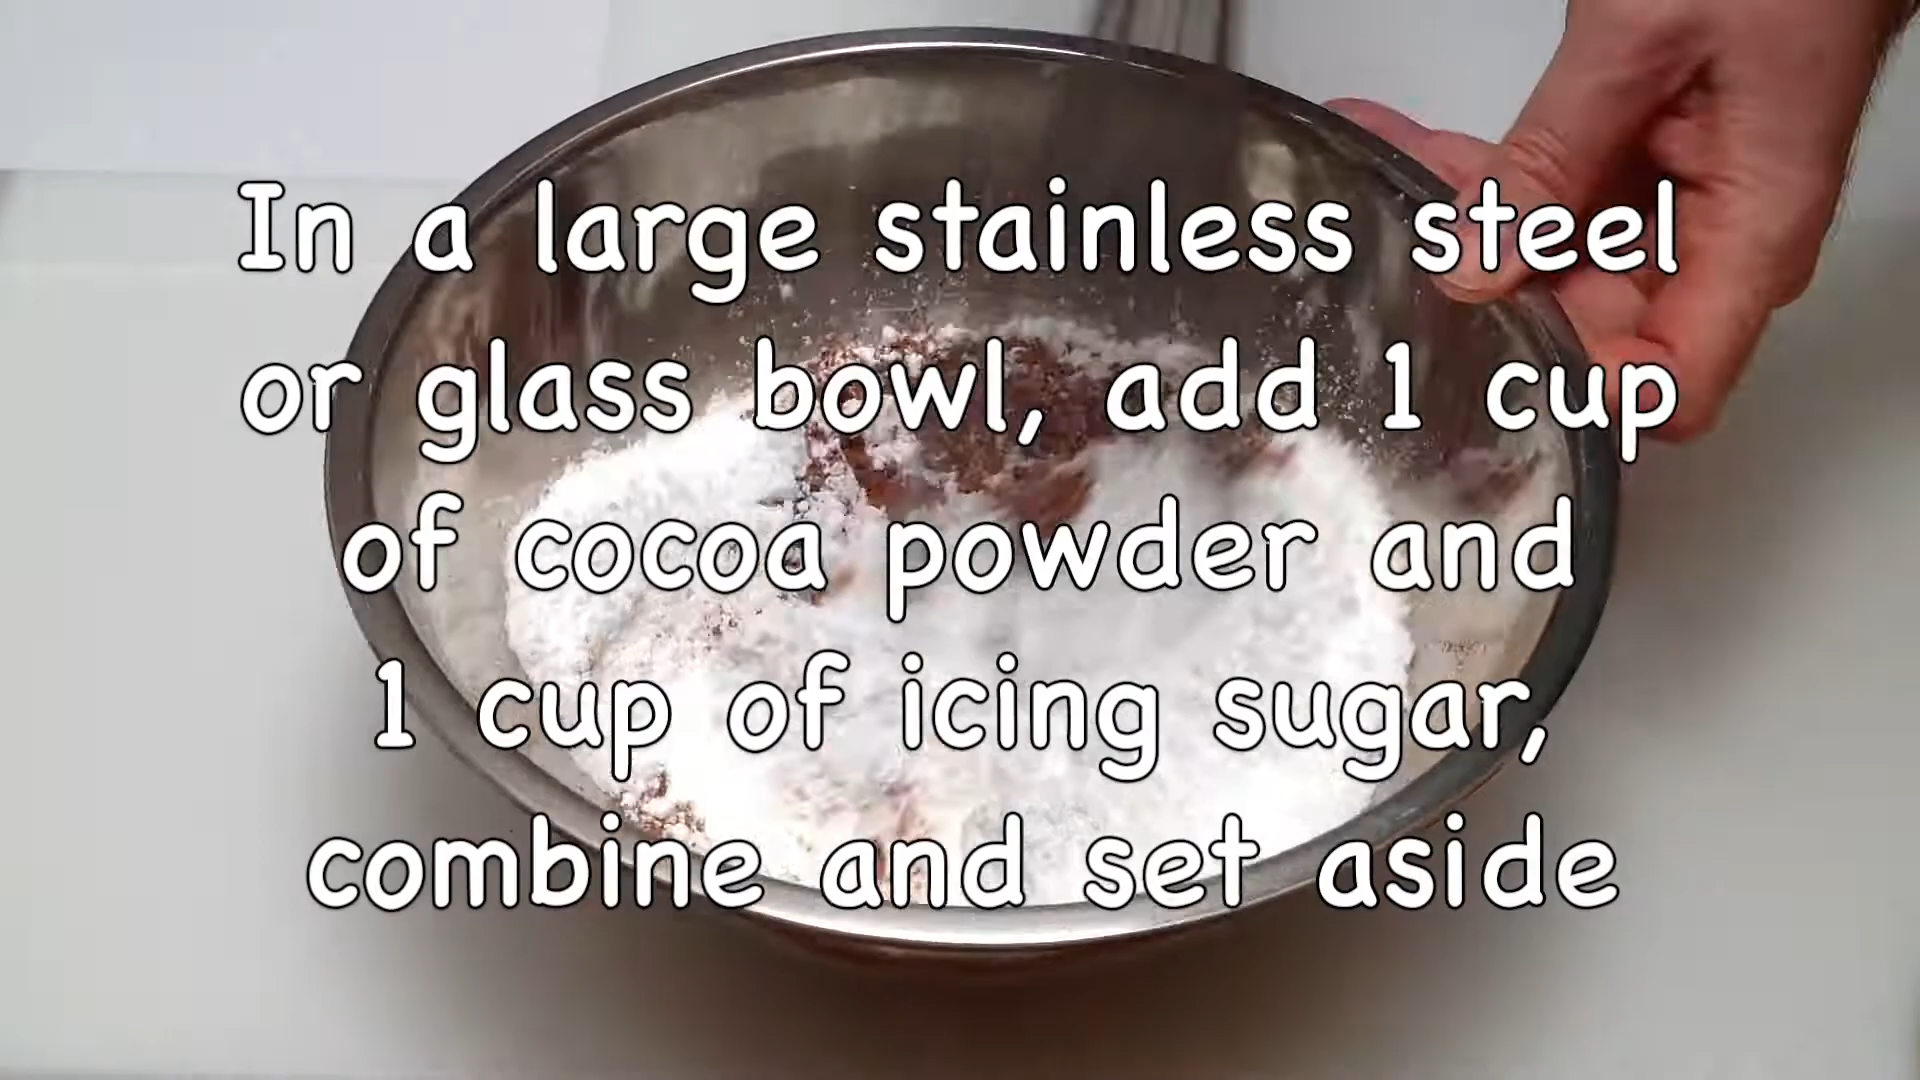 In a large stainless steel
or glass bowl, add 1 cup
of cocoa powder and
1 cup of icing sugar,
combine and set aside